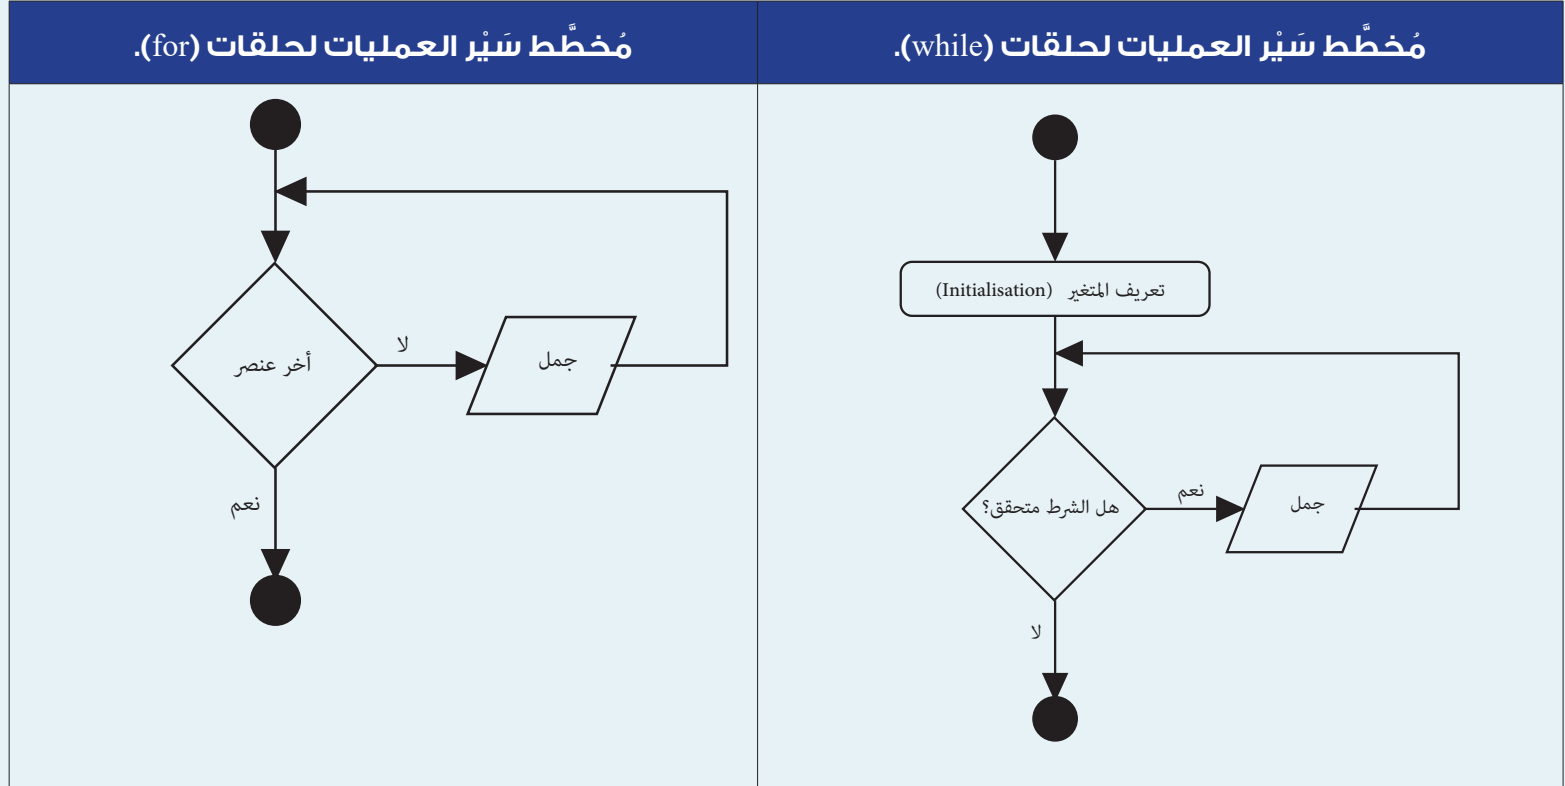 مُخطَّط سَيْر العمليات لحلقات (while).
تعريف المتغير (Initialisation)
هل الشرط متحقق؟
نعم
جمل
لا
مُخطَّط سَيْر العمليات لحلقات (for).
أخر عنصر
لا
جمل
نعم